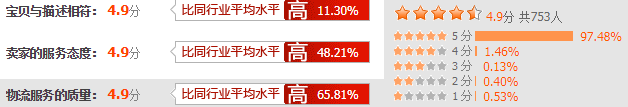 宝贝与描述相符：4.9分 比同行业平均水平 高 11.30%
卖家的服务态度：4.9分 比同行业平均水平 高 48.21%
物流服务的质量：4.9分 比同行业平均水平 高 65.81%
4.9分 共753人
5分 97.48%
4分 1.46%
3分 0.13%
2分 0.40%
1分 0.53%